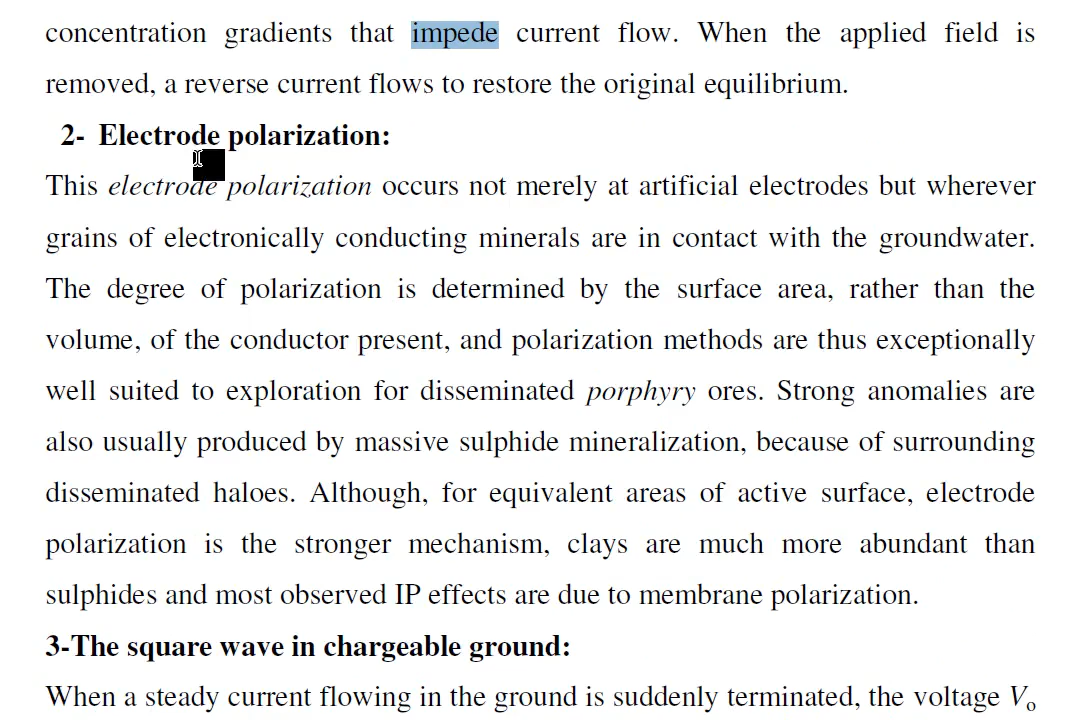 concentration gradients that impede current flow. When the applied field is
removed, a reverse current flows to restore the original equilibrium.
2- Electrode polarization:
This electrode polarization occurs not merely at artificial electrodes but wherever
grains of electronically conducting minerals are in contact with the groundwater.
The degree of polarization is determined by the surface area, rather than the
volume, of the conductor present, and polarization methods are thus exceptionally
well suited to exploration for disseminated porphyry ores. Strong anomalies are
also usually produced by massive sulphide mineralization, because of surrounding
disseminated haloes. Although, for equivalent areas of active surface, electrode
polarization is the stronger mechanism, clays are much more abundant than
sulphides and most observed IP effects are due to membrane polarization.
3-The square wave in chargeable ground:
When a steady current flowing in the ground is suddenly terminated, the voltage Vo